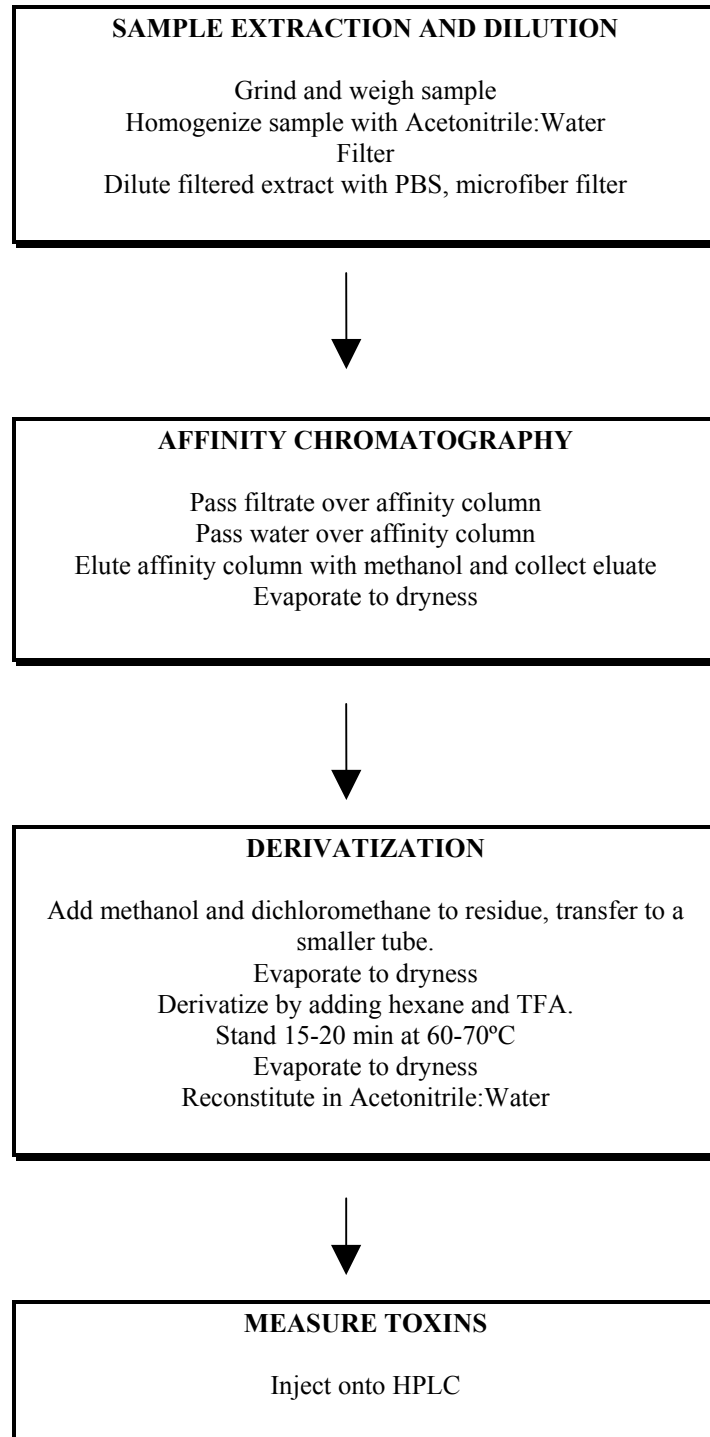 SAMPLE EXTRACTION AND DILUTION
Grind and weigh sample
Homogenize sample with Acetonitrile:Water
Filter
Dilute filtered extract with PBS, microfiber filter
AFFINITY CHROMATOGRAPHY
Pass filtrate over affinity column
Pass water over affinity column
Elute affinity column with methanol and collect eluate
Evaporate to dryness
DERIVATIZATION
Add methanol and dichloromethane to residue, transfer to a
smaller tube.
Evaporate to dryness
Derivatize by adding hexane and TFA.
Stand 15-20 min at 60-70ºC
Evaporate to dryness
Reconstitute in Acetonitrile:Water
MEASURE TOXINS
Inject onto HPLC